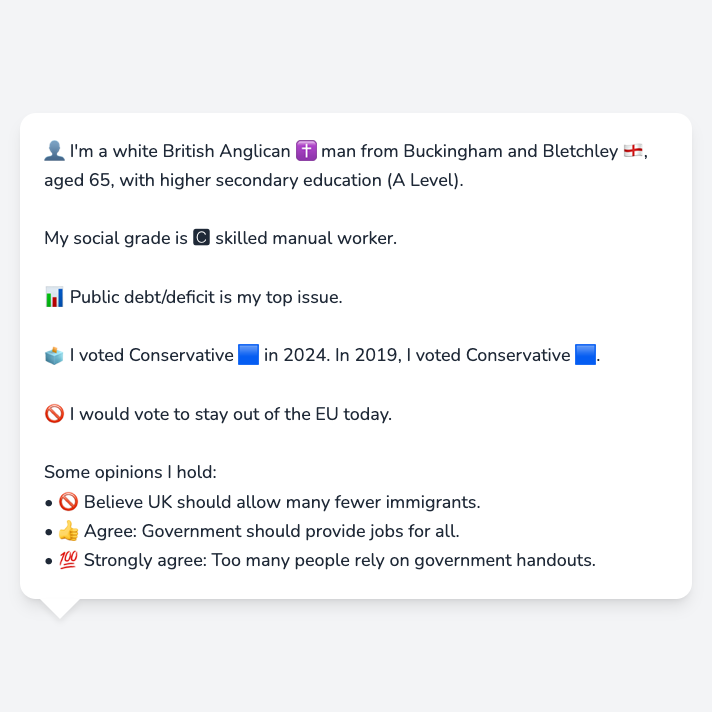 👤 I'm a white British Anglican ✝️ man from Buckingham and Bletchley 🏴󠁧󠁢󠁥󠁮󠁧󠁿,
aged 65, with higher secondary education (A Level).
My social grade is 🅲 skilled manual worker.
📊 Public debt/deficit is my top issue.
🗳️ I voted Conservative 🟦 in 2024. In 2019, I voted Conservative 🟦.
🚫 I would vote to stay out of the EU today.
Some opinions I hold:
• 🚫 Believe UK should allow many fewer immigrants.
• 👍 Agree: Government should provide jobs for all.
• 💯 Strongly agree: Too many people rely on government handouts.